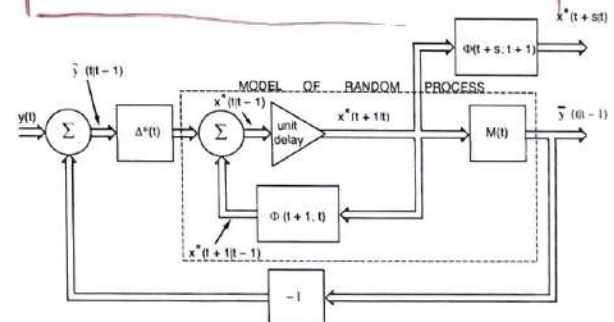 x*(t+s|t)
Φ(t + s; t + 1)
ỹ (t|t − 1)
MODEL OF RANDOM PROCESS
x*(t|t − 1)
y(t)
Σ
Δ*(t)
Σ
unit
delay
x*(t + 1|t)
M(t)
ȳ (t|t − 1)
Φ (t + 1, t)
x*(t + 1|t − 1)
−1